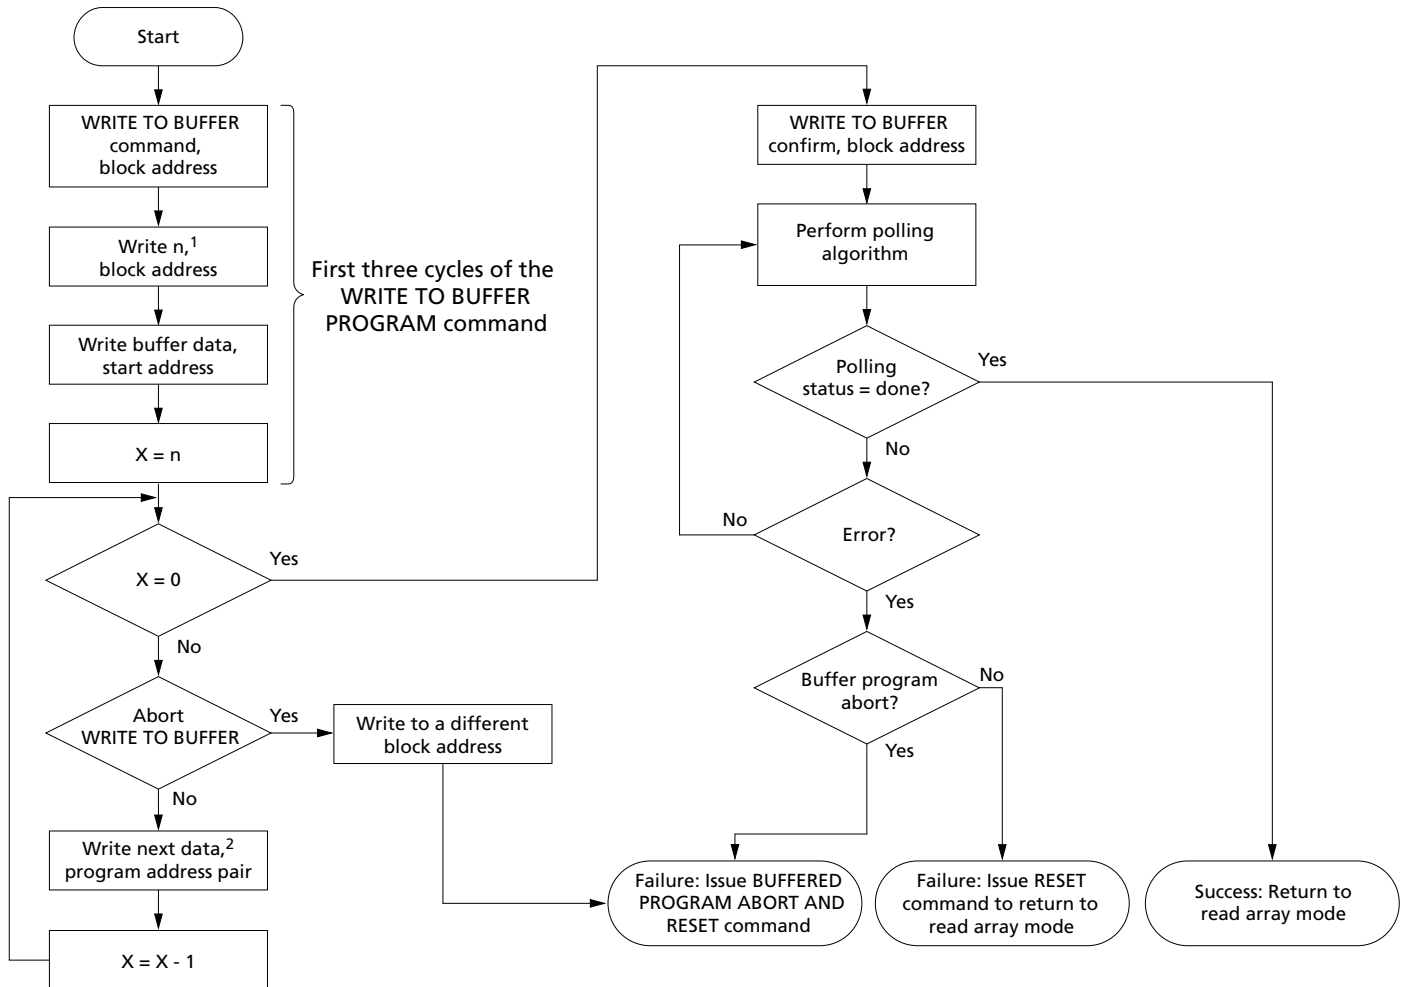 Start
WRITE TO BUFFER
command,
block address
Write n,1
block address
Write buffer data,
start address
X = n
First three cycles of the
WRITE TO BUFFER
PROGRAM command
X = 0
Yes
No
Abort
WRITE TO BUFFER
Yes
No
Write to a different
block address
Write next data,2
program address pair
X = X - 1
WRITE TO BUFFER
confirm, block address
Perform polling
algorithm
Polling
status = done?
Yes
No
Error?
No
Yes
Buffer program
abort?
No
Yes
Failure: Issue BUFFERED
PROGRAM ABORT AND
RESET command
Failure: Issue RESET
command to return to
read array mode
Success: Return to
read array mode